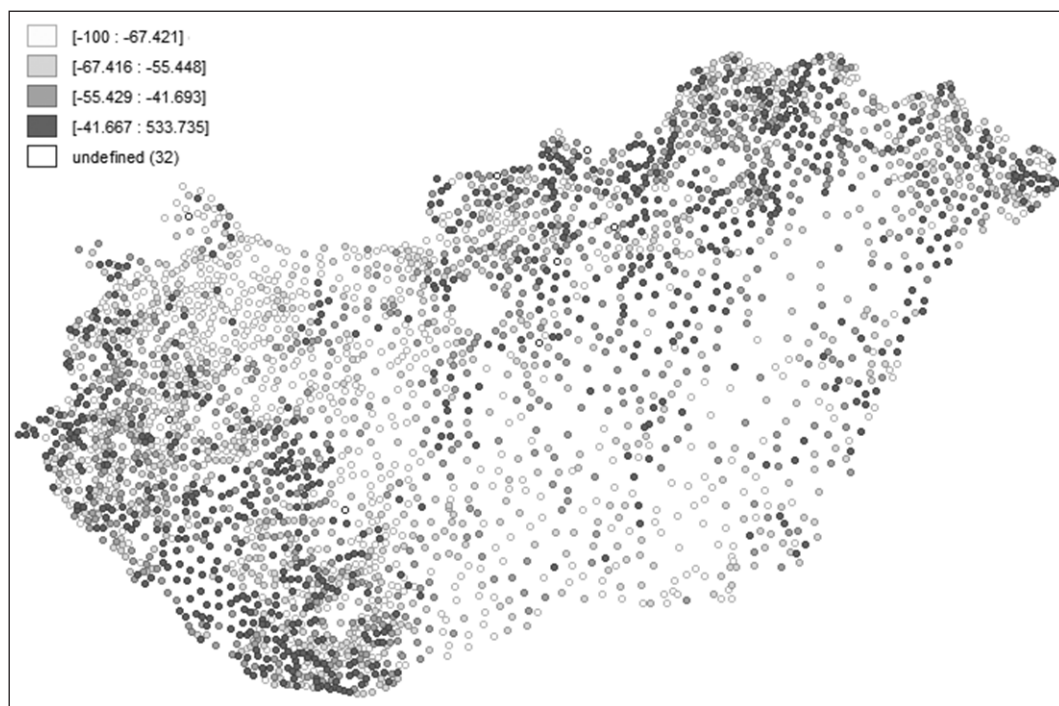 [-100 : -67.421]
[-67.416 : -55.448]
[-55.429 : -41.693]
[-41.667 : 533.735]
undefined (32)